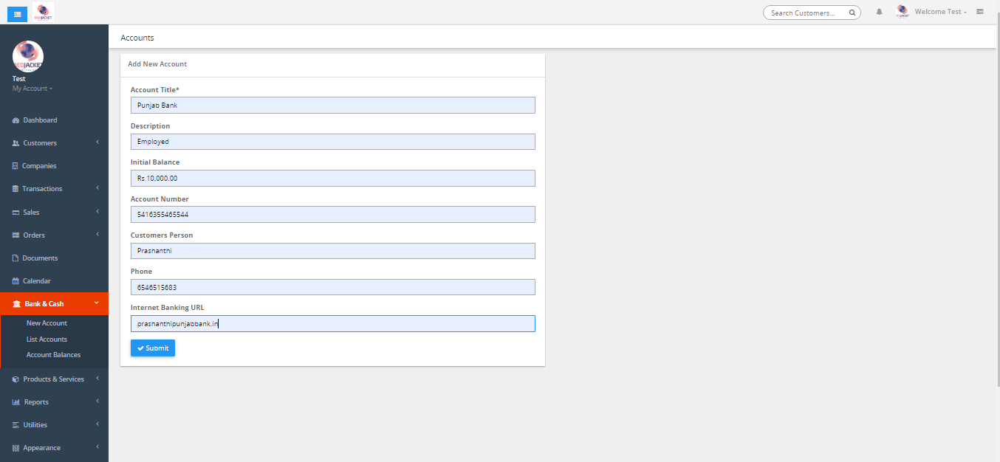 REDJACKET
Search Customers...
Welcome Test
REDJACKET
Test
My Account
Dashboard
Customers
Companies
Transactions
Sales
Orders
Documents
Calendar
Bank & Cash
New Account
List Accounts
Account Balances
Products & Services
Reports
Utilities
Appearance
Accounts
Add New Account
Account Title*
Punjab Bank
Description
Employed
Initial Balance
Rs 10,000.00
Account Number
5416355465544
Customers Person
Prashanthi
Phone
6546515683
Internet Banking URL
prashanthipunjabbank.in
Submit